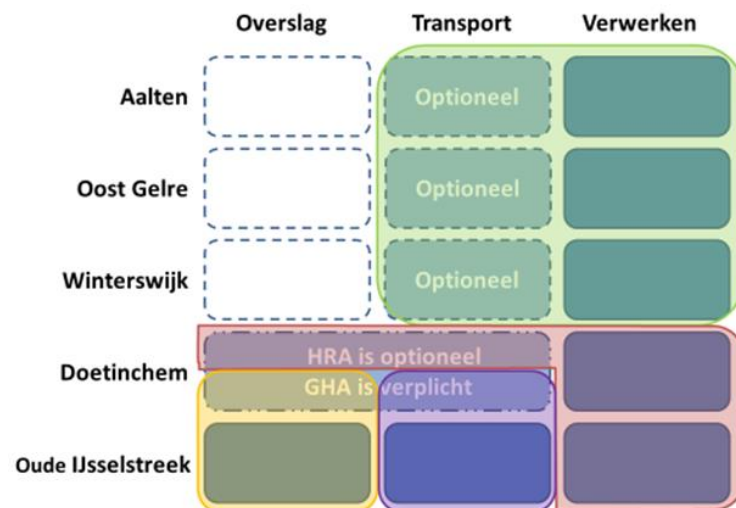 Overslag Transport Verwerken
Aalten Optioneel
Oost Gelre Optioneel
Winterswijk Optioneel
HRA is optioneel
Doetinchem
GHA is verplicht
Oude IJsselstreek